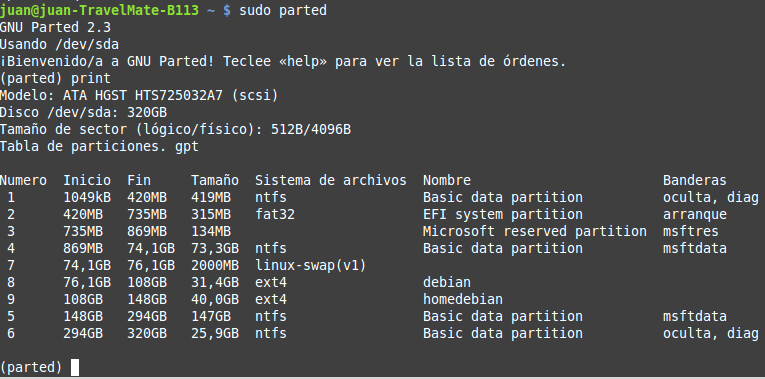 juan@juan-TravelMate-B113 ~ $ sudo parted
GNU Parted 2.3
Usando /dev/sda
¡Bienvenido/a a GNU Parted! Teclee «help» para ver la lista de órdenes.
(parted) print
Modelo: ATA HGST HTS725032A7 (scsi)
Disco /dev/sda: 320GB
Tamaño de sector (lógico/físico): 512B/4096B
Tabla de particiones. gpt

Numero  Inicio  Fin     Tamaño  Sistema de archivos  Nombre                        Banderas
 1      1049kB  420MB   419MB   ntfs                 Basic data partition          oculta, diag
 2      420MB   735MB   315MB   fat32                EFI system partition          arranque
 3      735MB   869MB   134MB                        Microsoft reserved partition  msftres
 4      869MB   74,1GB  73,3GB  ntfs                 Basic data partition          msftdata
 7      74,1GB  76,1GB  2000MB  linux-swap(v1)
 8      76,1GB  108GB   31,4GB  ext4                 debian
 9      108GB   148GB   40,0GB  ext4                 homedebian
 5      148GB   294GB   147GB   ntfs                 Basic data partition          msftdata
 6      294GB   320GB   25,9GB  ntfs                 Basic data partition          oculta, diag

(parted)